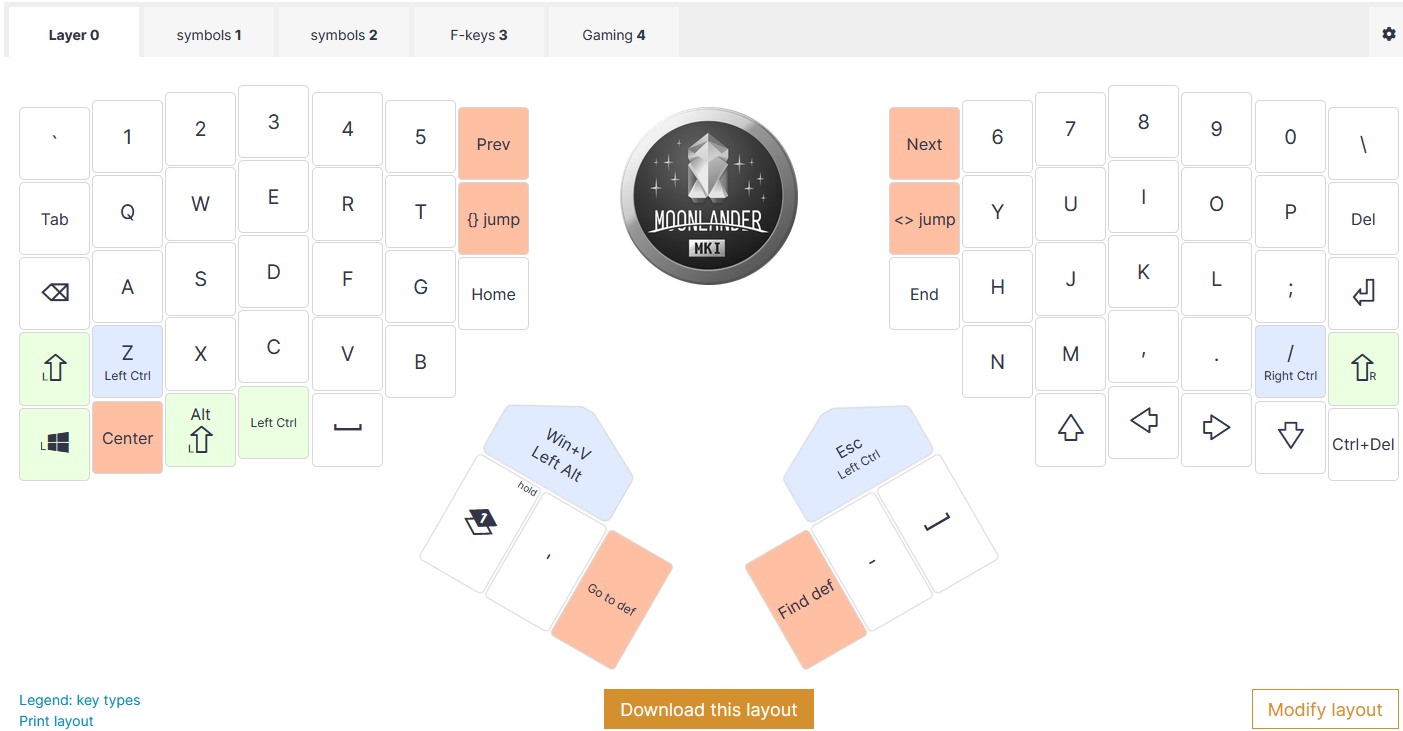 Layer 0 symbols 1 symbols 2 F-keys 3 Gaming 4
` 1 2 3 4 5 Prev
Next 6 7 8 9 0 \
Tab Q W E R T {} jump
<> jump Y U I O P Del
A S D F G Home
End H J K L ;
L Z X C V B
N M , . / R
Left Ctrl
Right Ctrl
L Center Alt Left Ctrl
L
Ctrl+Del
MOONLANDER
MKI
Win+V
Left Alt
Esc
Left Ctrl
hold
1
'
-
Go to def
Find def
Legend: key types
Print layout
Download this layout
Modify layout